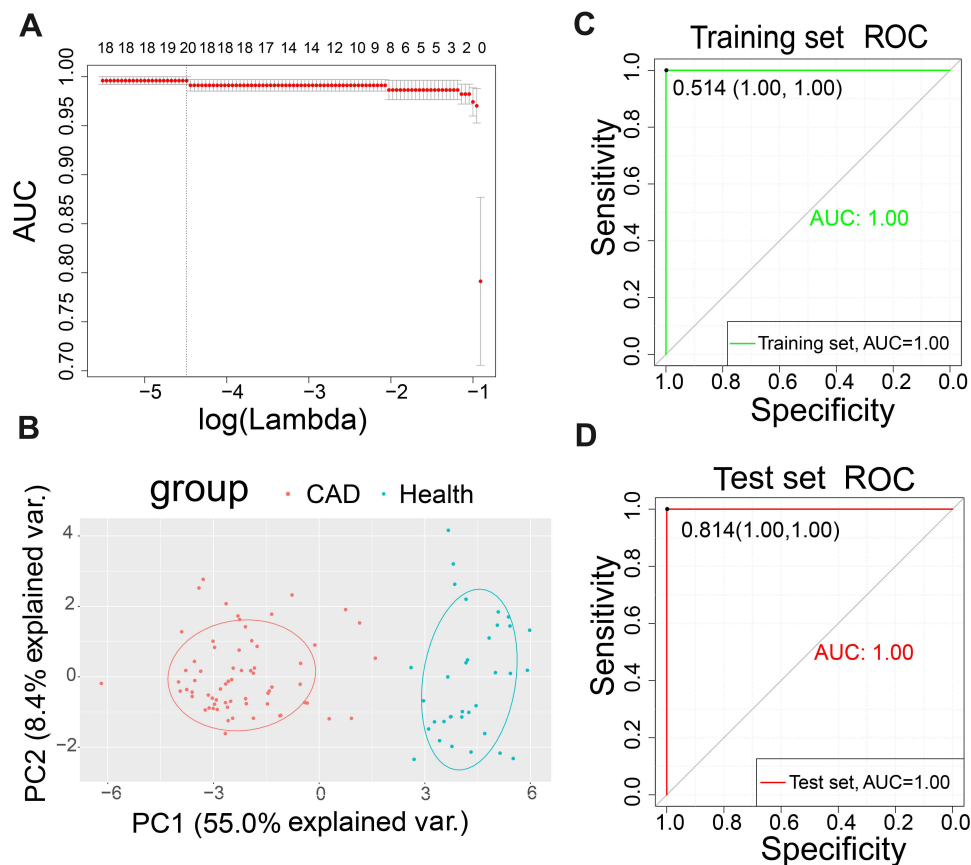 A
18 18 18 19 20 18 18 18 17 14 14 12 10 9 8 6 5 5 3 2 0
AUC
1.00
0.95
0.90
0.85
0.80
0.75
0.70
−5 −4 −3 −2 −1
log(Lambda)
B
group CAD Health
PC2 (8.4% explained var.)
4
2
0
−2
−6 −3 0 3 6
PC1 (55.0% explained var.)
C
Training set ROC
Sensitivity
1.0
0.8
0.6
0.4
0.2
0.0
0.514 (1.00, 1.00)
AUC: 1.00
Training set, AUC=1.00
1.0 0.8 0.6 0.4 0.2 0.0
Specificity
D
Test set ROC
Sensitivity
1.0
0.8
0.6
0.4
0.2
0.0
0.814(1.00,1.00)
AUC: 1.00
Test set, AUC=1.00
1.0 0.8 0.6 0.4 0.2 0.0
Specificity